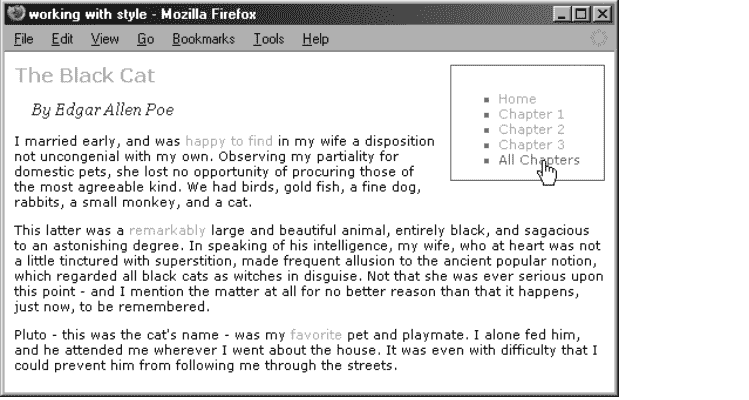 working with style - Mozilla Firefox
File Edit View Go Bookmarks Tools Help
The Black Cat
By Edgar Allen Poe
I married early, and was happy to find in my wife a disposition
not uncongenial with my own. Observing my partiality for
domestic pets, she lost no opportunity of procuring those of
the most agreeable kind. We had birds, gold fish, a fine dog,
rabbits, a small monkey, and a cat.
Home
Chapter 1
Chapter 2
Chapter 3
All Chapters
This latter was a remarkably large and beautiful animal, entirely black, and sagacious
to an astonishing degree. In speaking of his intelligence, my wife, who at heart was not
a little tinctured with superstition, made frequent allusion to the ancient popular notion,
which regarded all black cats as witches in disguise. Not that she was ever serious upon
this point - and I mention the matter at all for no better reason than that it happens,
just now, to be remembered.
Pluto - this was the cat's name - was my favorite pet and playmate. I alone fed him,
and he attended me wherever I went about the house. It was even with difficulty that I
could prevent him from following me through the streets.